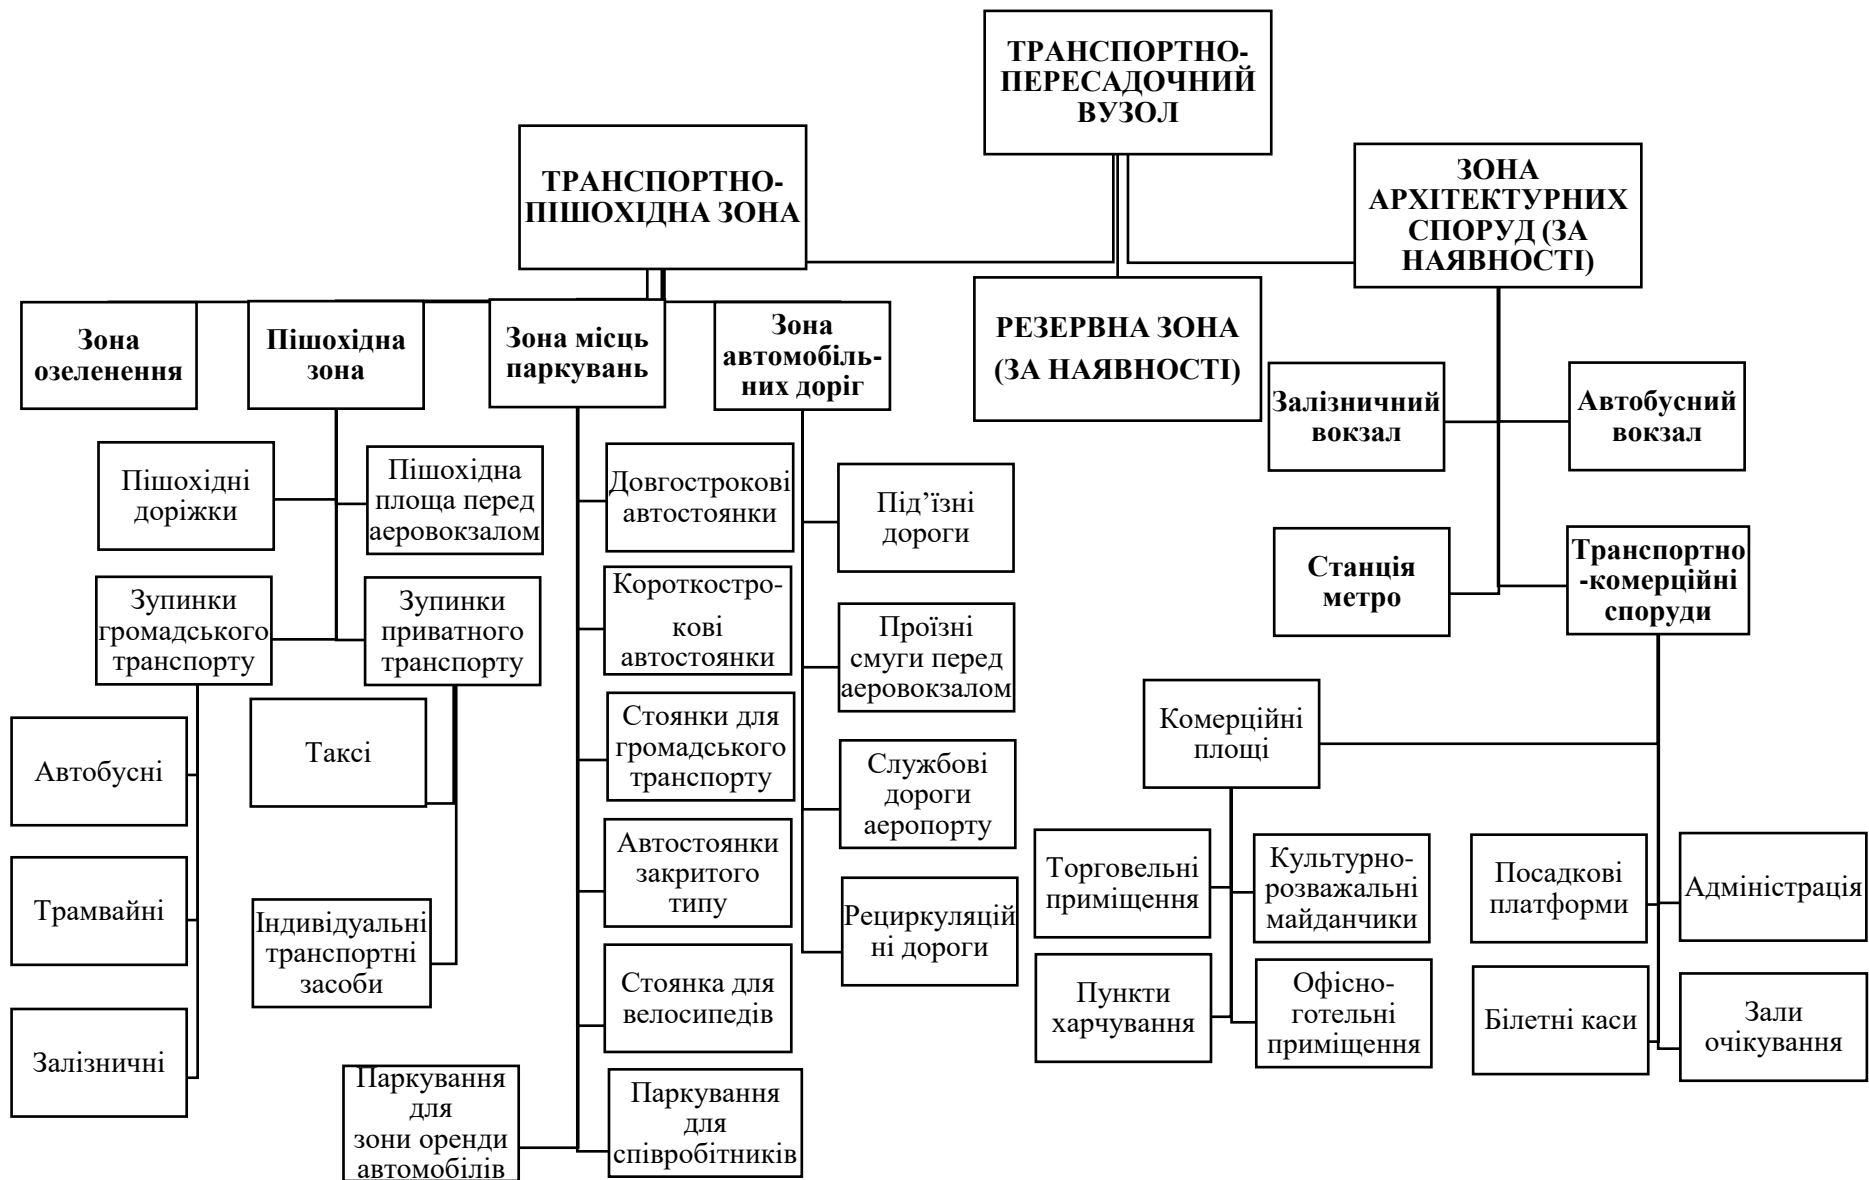 ТРАНСПОРТНО-
ПЕРЕСАДОЧНИЙ
ВУЗОЛ
ТРАНСПОРТНО-
ПІШОХІДНА ЗОНА
ЗОНА
АРХІТЕКТУРНИХ
СПОРУД (ЗА
НАЯВНОСТІ)
РЕЗЕРВНА ЗОНА
(ЗА НАЯВНОСТІ)
Зона
озеленення
Пішохідна
зона
Зона місць
паркувань
Зона
автомобіль-
них доріг
Залізничний
вокзал
Автобусний
вокзал
Станція
метро
Транспортно
-комерційні
споруди
Пішохідні
доріжки
Пішохідна
площа перед
аеровокзалом
Зупинки
громадського
транспорту
Зупинки
приватного
транспорту
Автобусні
Трамвайні
Залізничні
Таксі
Індивідуальні
транспортні
засоби
Довгострокові
автостоянки
Короткостро-
кові
автостоянки
Стоянки для
громадського
транспорту
Автостоянки
закритого
типу
Стоянка для
велосипедів
Паркування
для
зони оренди
автомобілів
Паркування
для
співробітників
Під’їзні
дороги
Проїзні
смуги перед
аеровокзалом
Службові
дороги
аеропорту
Рециркуляцій
ні дороги
Комерційні
площі
Торговельні
приміщення
Культурно-
розважальні
майданчики
Пункти
харчування
Офісно-
готельні
приміщення
Посадкові
платформи
Адміністрація
Білетні каси
Зали
очікування